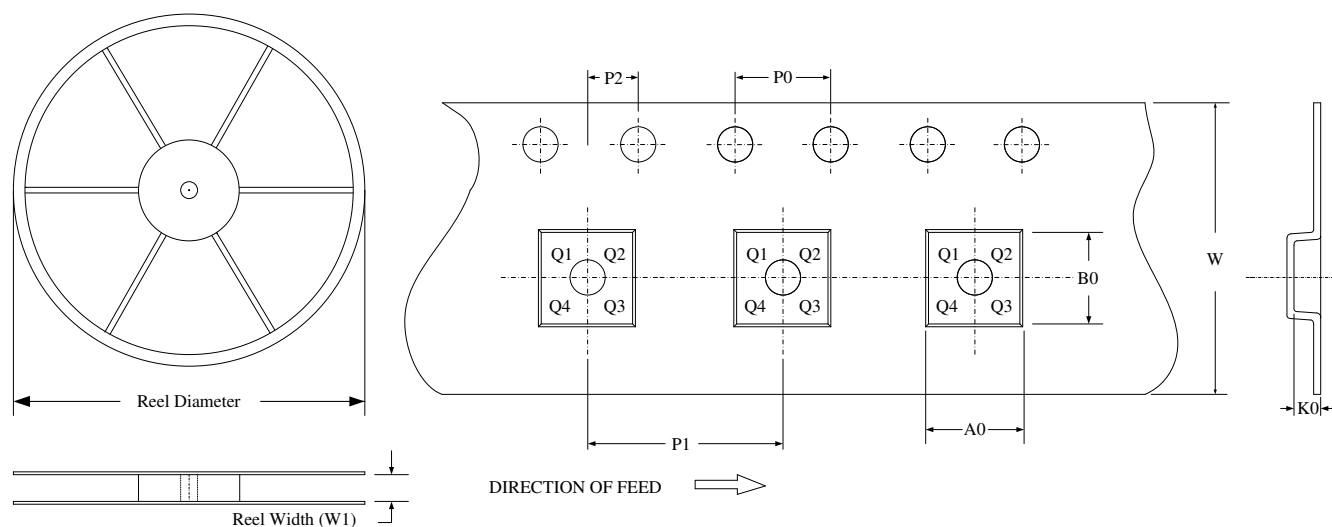 P2
P0
Q1 Q2
Q4 Q3
Q1 Q2
Q4 Q3
Q1 Q2
Q4 Q3
B0
W
K0
A0
P1
Reel Diameter
Reel Width (W1)
DIRECTION OF FEED